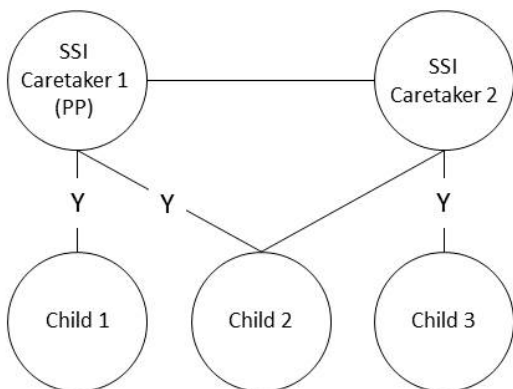 SSI
Caretaker 1
(PP)
SSI
Caretaker 2
Y
Y
Y
Child 1
Child 2
Child 3